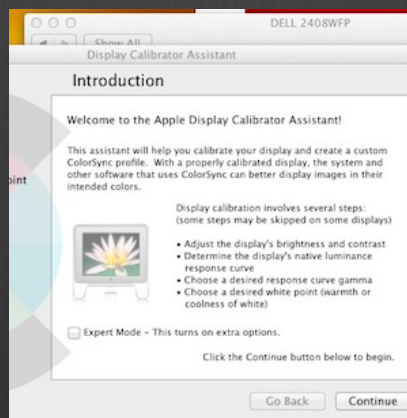 DELL 2408WFP
Show All
Display Calibrator Assistant
Introduction
Welcome to the Apple Display Calibrator Assistant!
This assistant will help you calibrate your display and create a custom
ColorSync profile. With a properly calibrated display, the system and
other software that uses ColorSync can better display images in their
intended colors.
oint
Display calibration involves several steps:
(some steps may be skipped on some displays)
• Adjust the display's brightness and contrast
• Determine the display's native luminance
response curve
• Choose a desired response curve gamma
• Choose a desired white point (warmth or
coolness of white)
Expert Mode – This turns on extra options.
Click the Continue button below to begin.
Go Back
Continue